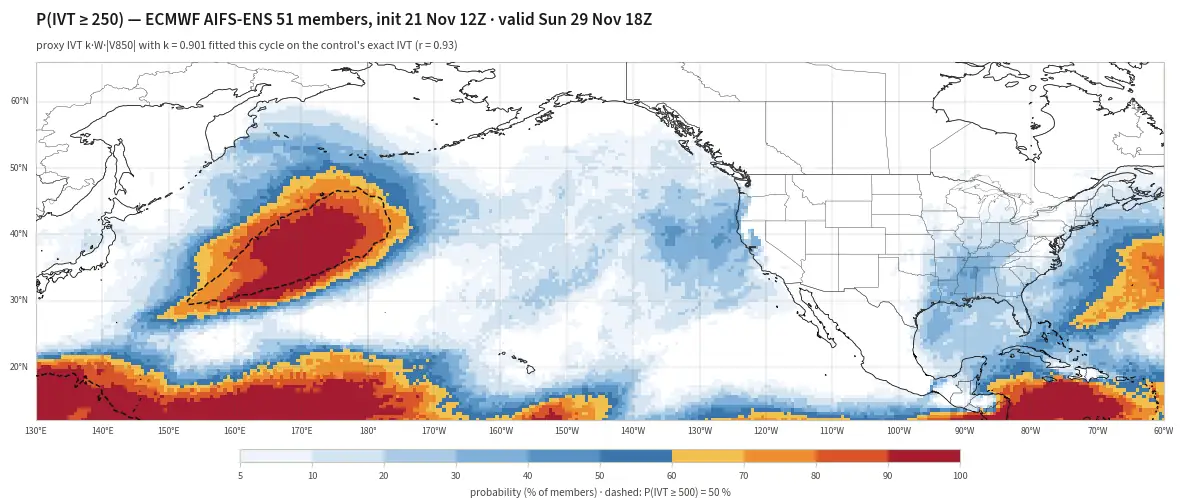 P(IVT ≥ 250) — ECMWF AIFS-ENS 51 members, init 21 Nov 12Z · valid Sun 29 Nov 18Z
proxy IVT k·W·|V850| with k = 0.901 fitted this cycle on the control's exact IVT (r = 0.93)
60°N
50°N
40°N
30°N
20°N
130°E 140°E 150°E 160°E 170°E 180° 170°W 160°W 150°W 140°W 130°W 120°W 110°W 100°W 90°W 80°W 70°W 60°W
5 10 20 30 40 50 60 70 80 90 100
probability (% of members) · dashed: P(IVT ≥ 500) = 50 %